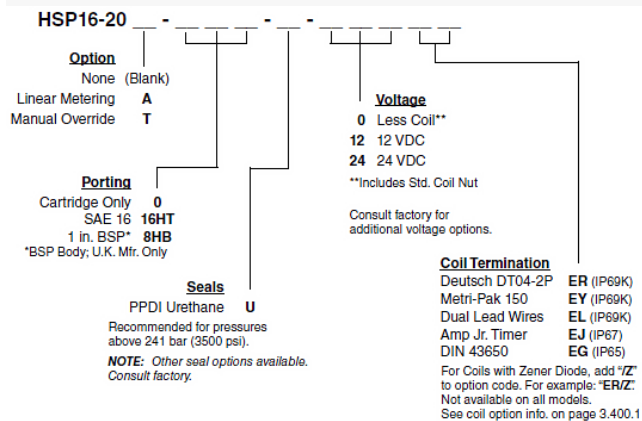 HSP16-20 __ - __ __ __ - __ - __ __ __ __ __
Option
None (Blank)
Linear Metering A
Manual Override T
Porting
Cartridge Only 0
SAE 16 16HT
1 in. BSP* 8HB
*BSP Body; U.K. Mfr. Only
Seals
PPDI Urethane U
Recommended for pressures
above 241 bar (3500 psi).
NOTE: Other seal options available.
Consult factory.
Voltage
0 Less Coil**
12 12 VDC
24 24 VDC
**Includes Std. Coil Nut
Consult factory for
additional voltage options.
Coil Termination
Deutsch DT04-2P ER (IP69K)
Metri-Pak 150 EY (IP69K)
Dual Lead Wires EL (IP69K)
Amp Jr. Timer EJ (IP67)
DIN 43650 EG (IP65)
For Coils with Zener Diode, add "/Z"
to option code. For example: "ER/Z".
Not available on all models.
See coil option info. on page 3.400.1